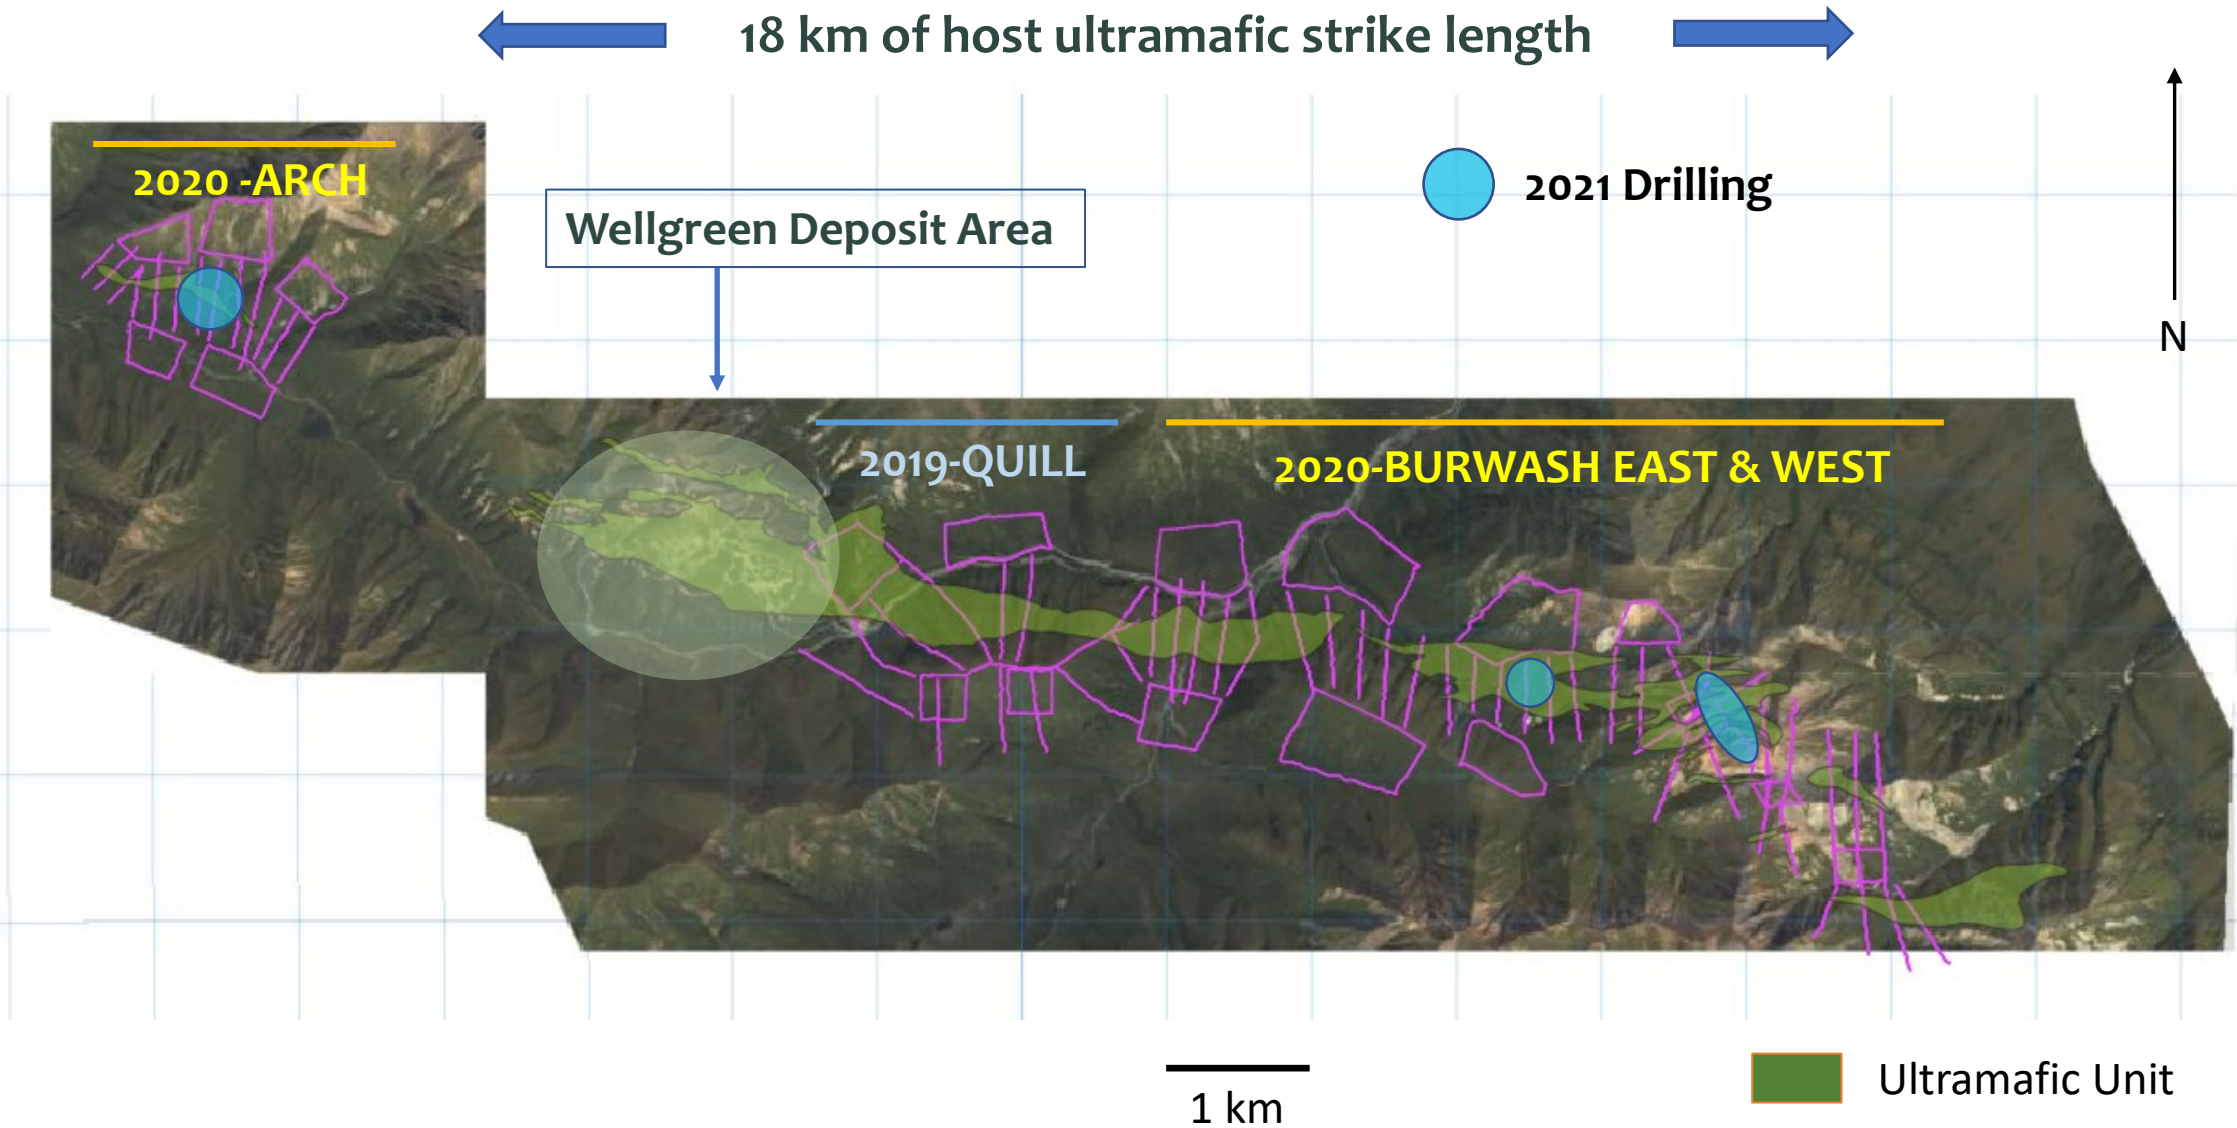 18 km of host ultramafic strike length
2020 -ARCH
2021 Drilling
Wellgreen Deposit Area
N
2019-QUILL
2020-BURWASH EAST & WEST
1 km
Ultramafic Unit